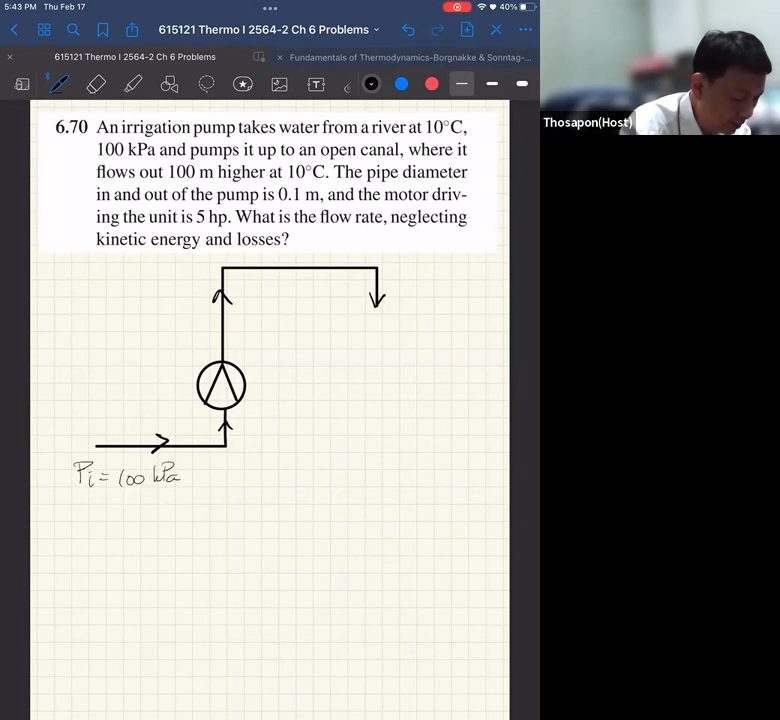 5:43 PM Thu Feb 17
40%
615121 Thermo I 2564-2 Ch 6 Problems
615121 Thermo I 2564-2 Ch 6 Problems
Fundamentals of Thermodynamics-Borgnakke & Sonntag-...
Thosapon(Host)
6.70 An irrigation pump takes water from a river at 10°C,
100 kPa and pumps it up to an open canal, where it
flows out 100 m higher at 10°C. The pipe diameter
in and out of the pump is 0.1 m, and the motor driv-
ing the unit is 5 hp. What is the flow rate, neglecting
kinetic energy and losses?
Pi = 100 kPa